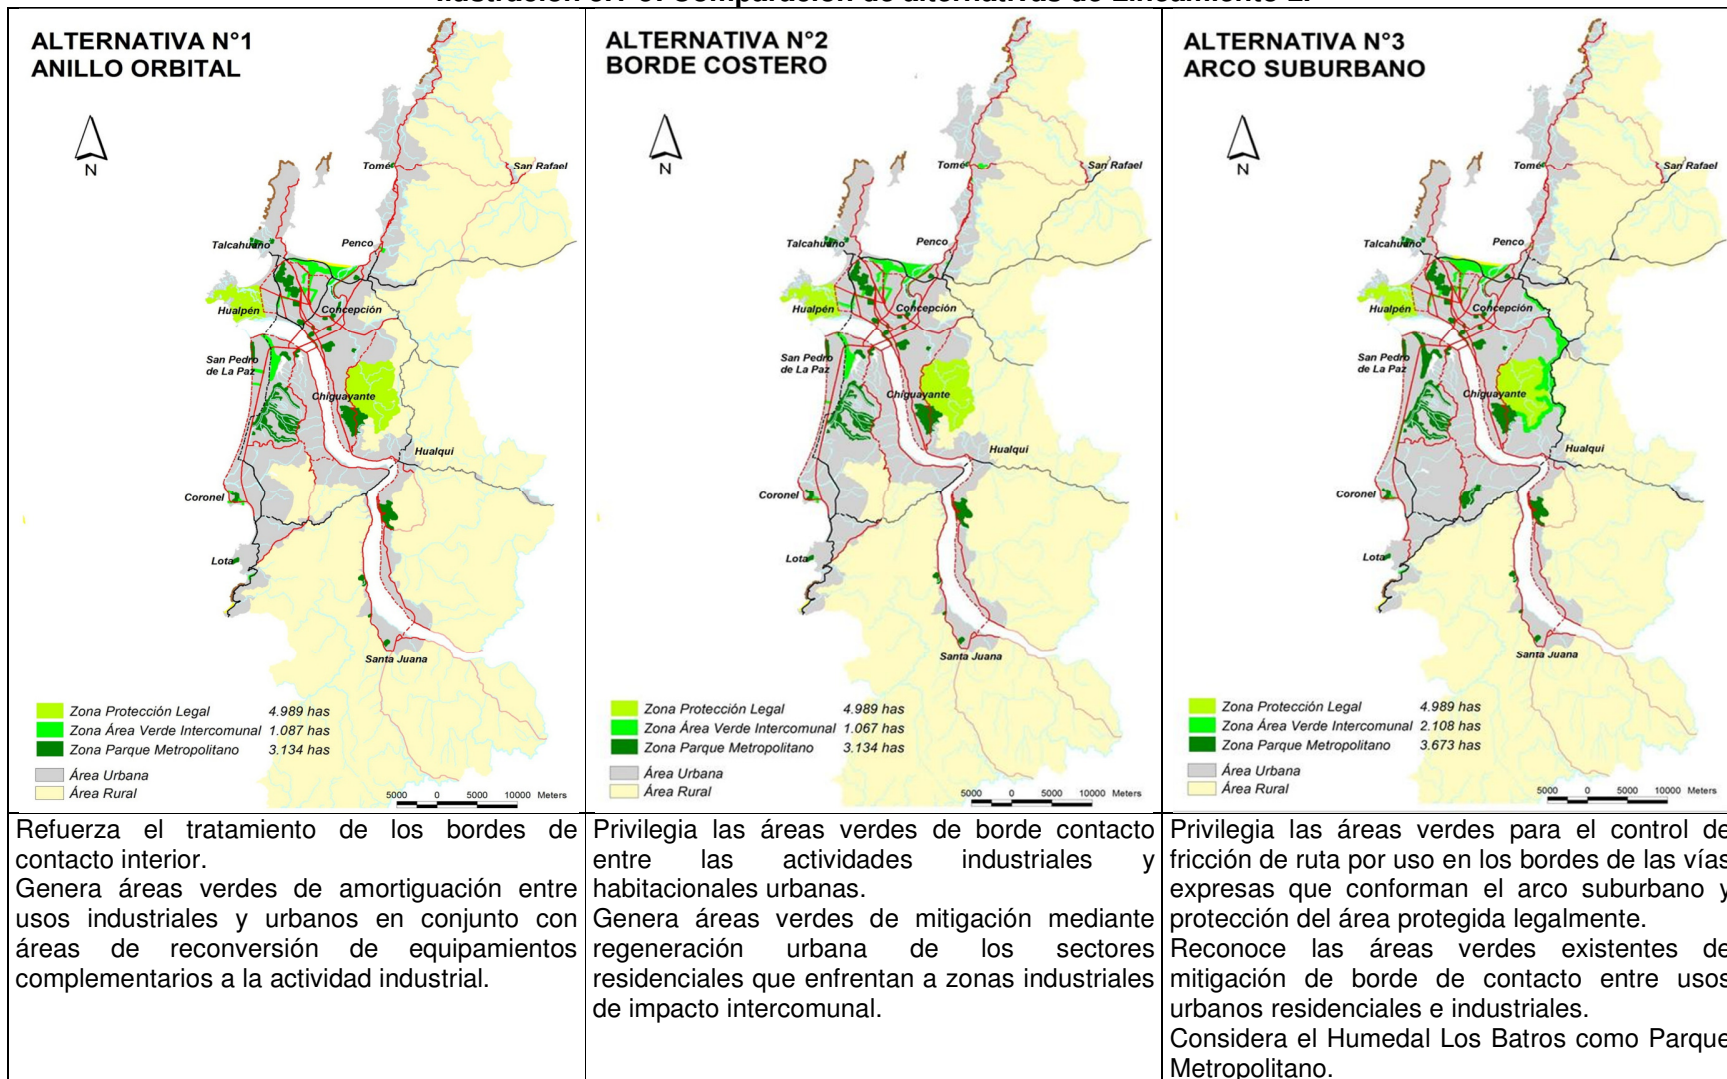 Ilustración 3.7-3: Comparación de alternativas de Lineamiento 2.
ALTERNATIVA N°1
ANILLO ORBITAL
N
Tomé
San Rafael
Talcahuano
Penco
Hualpén
Concepción
San Pedro
de La Paz
Chiguayante
Hualqui
Coronel
Lota
Santa Juana
Zona Protección Legal 4.989 has
Zona Área Verde Intercomunal 1.087 has
Zona Parque Metropolitano 3.134 has
Área Urbana
Área Rural
5000 0 5000 10000 Meters
ALTERNATIVA N°2
BORDE COSTERO
N
Tomé
San Rafael
Talcahuano
Penco
Hualpén
Concepción
San Pedro
de La Paz
Chiguayante
Hualqui
Coronel
Lota
Santa Juana
Zona Protección Legal 4.989 has
Zona Área Verde Intercomunal 1.067 has
Zona Parque Metropolitano 3.134 has
Área Urbana
Área Rural
5000 0 5000 10000 Meters
ALTERNATIVA N°3
ARCO SUBURBANO
N
Tomé
San Rafael
Talcahuano
Penco
Hualpén
Concepción
San Pedro
de La Paz
Chiguayante
Hualqui
Coronel
Lota
Santa Juana
Zona Protección Legal 4.989 has
Zona Área Verde Intercomunal 2.108 has
Zona Parque Metropolitano 3.673 has
Área Urbana
Área Rural
5000 0 5000 10000 Meters
Refuerza el tratamiento de los bordes de
contacto interior.
Genera áreas verdes de amortiguación entre
usos industriales y urbanos en conjunto con
áreas de reconversión de equipamientos
complementarios a la actividad industrial.
Privilegia las áreas verdes de borde contacto
entre las actividades industriales y
habitacionales urbanas.
Genera áreas verdes de mitigación mediante
regeneración urbana de los sectores
residenciales que enfrentan a zonas industriales
de impacto intercomunal.
Privilegia las áreas verdes para el control de
fricción de ruta por uso en los bordes de las vías
expresas que conforman el arco suburbano y
protección del área protegida legalmente.
Reconoce las áreas verdes existentes de
mitigación de borde de contacto entre usos
urbanos residenciales e industriales.
Considera el Humedal Los Batros como Parque
Metropolitano.